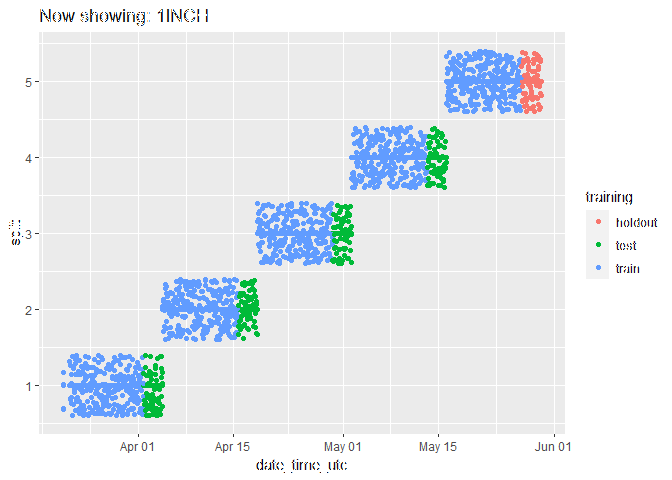 Now showing: 1INCH
5
4
3
2
1
split
Apr 01
Apr 15
May 01
May 15
Jun 01
date_time_utc
training
holdout
test
train